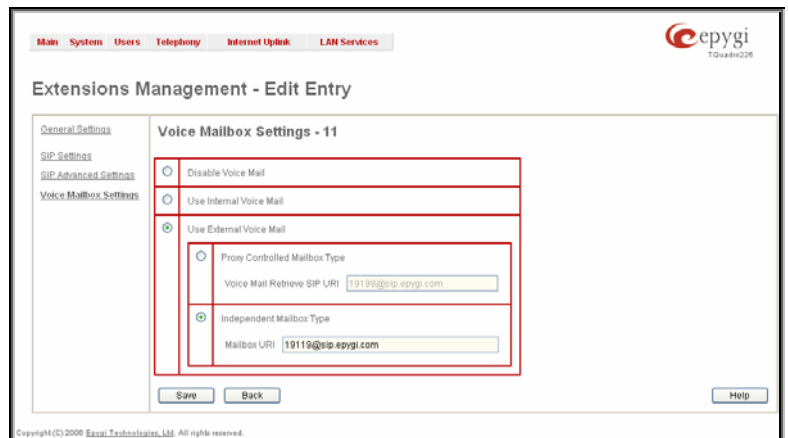 Main System Users Telephony Internet Uplink LAN Services
epygi
TQuadro226
Extensions Management - Edit Entry
General Settings
SIP Settings
SIP Advanced Settings
Voice Mailbox Settings
Voice Mailbox Settings - 11
Disable Voice Mail
Use Internal Voice Mail
Use External Voice Mail
Proxy Controlled Mailbox Type
Voice Mail Retrieve SIP URI 19199@sip.epygi.com
Independent Mailbox Type
Mailbox URI 19119@sip.epygi.com
Save Back Help
Copyright (C) 2006 Epygi Technologies, Ltd. All rights reserved.